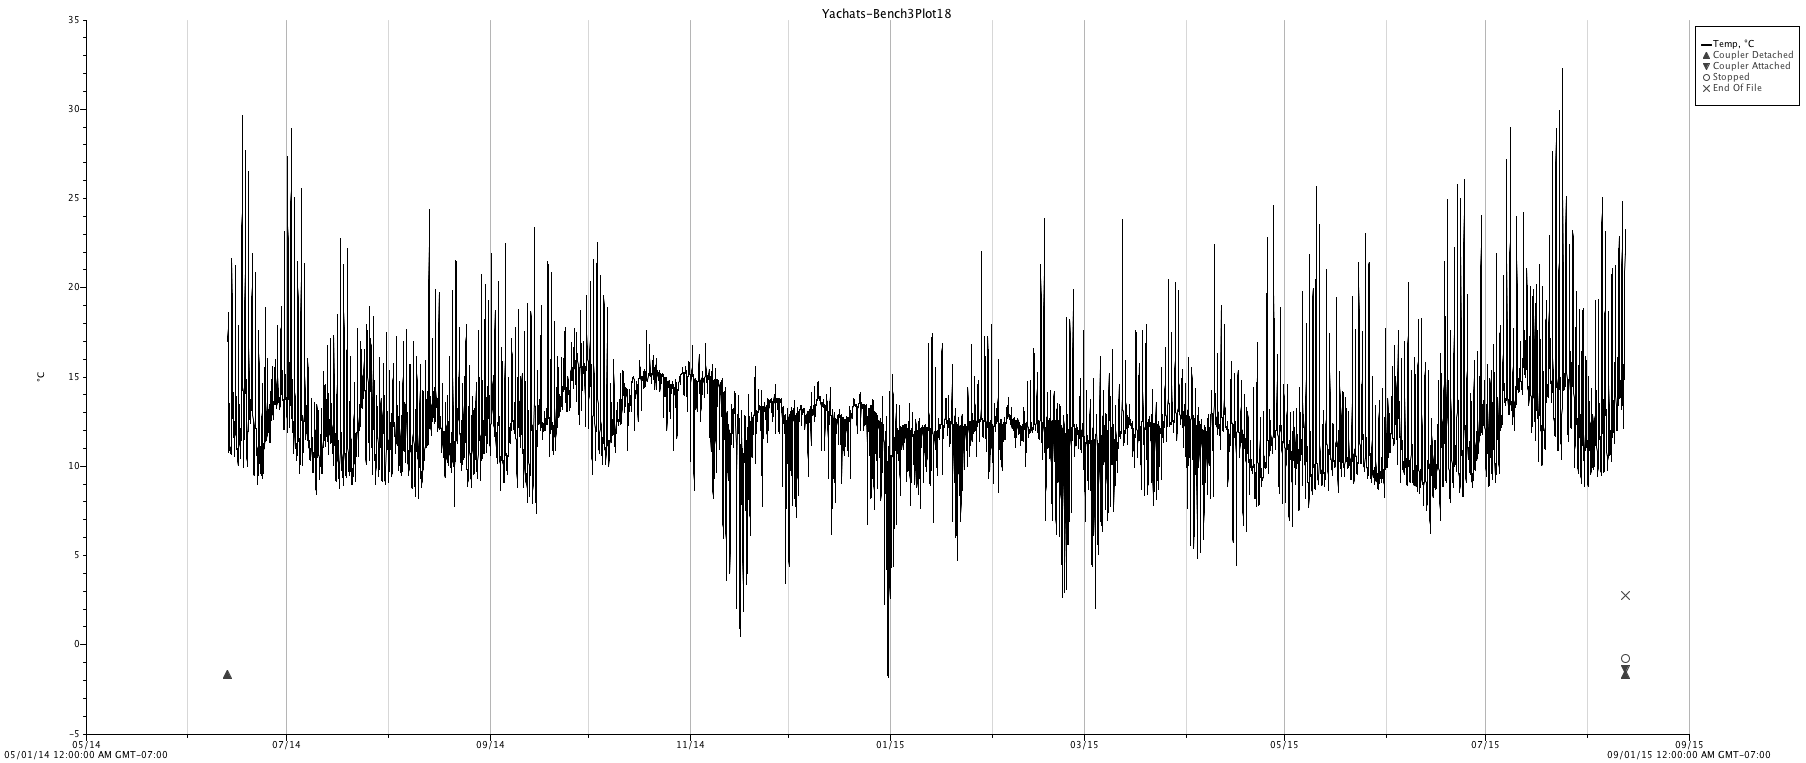 Yachats-Bench3Plot18
35
30
25
20
15
10
5
0
-5
°C
Temp, °C
Coupler Detached
Coupler Attached
Stopped
End Of File
05/14 07/14 09/14 11/14 01/15 03/15 05/15 07/15 09/15
05/01/14 12:00:00 AM GMT-07:00 09/01/15 12:00:00 AM GMT-07:00